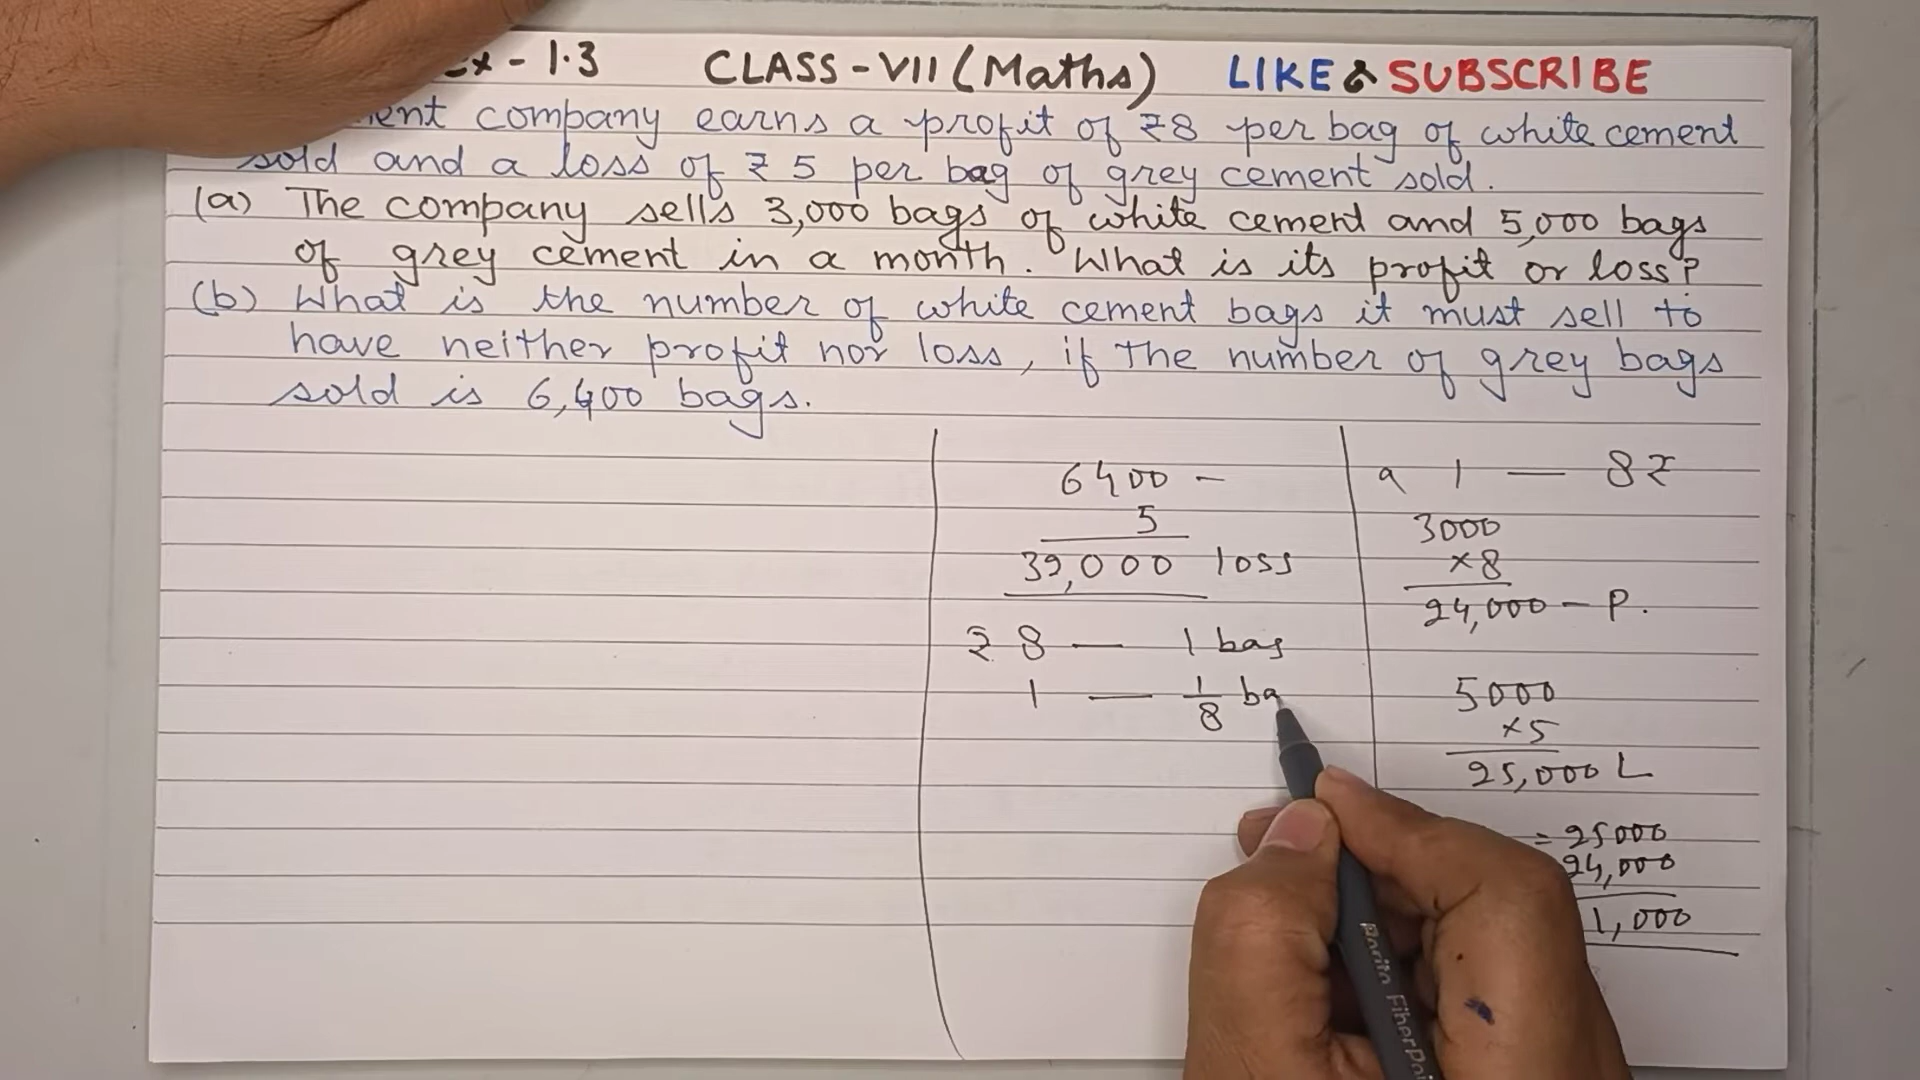 Ex - 1.3 CLASS - VII (Maths) LIKE & SUBSCRIBE
company earns a profit of ₹8 per bag of white cement
sold and a loss of ₹5 per bag of grey cement sold.
(a) The company sells 3,000 bags of white cement and 5,000 bags
of grey cement in a month. What is its profit or loss?
(b) What is the number of white cement bags it must sell to
have neither profit nor loss, if the number of grey bags
sold is 6,400 bags.
6400 -
5
32,000 loss
₹ 8 — 1 bag
1 — 1/8 ba
a 1 — 8₹
3000
×8
24,000 - P.
5000
×5
25,000 L
= 25000
24,000
1,000